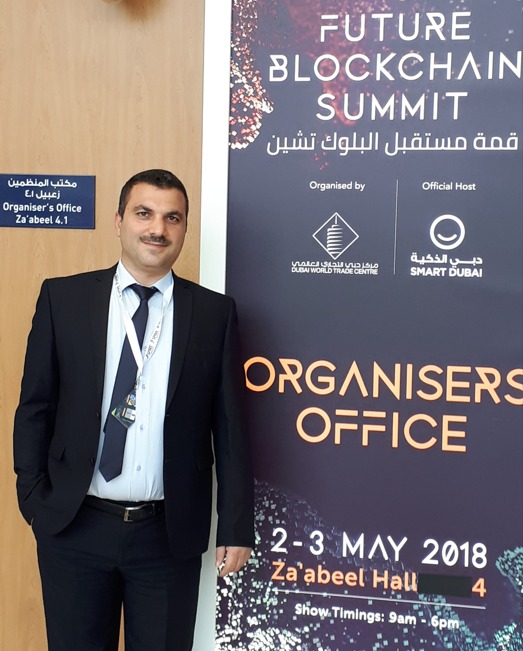 FUTURE
BLOCKCHAIN
SUMMIT
قمة مستقبل البلوك تشين
Organised by
Official Host
مركز دبي التجاري العالمي
DUBAI WORLD TRADE CENTRE
دبي الذكية
SMART DUBAI
مكتب المنظمين
زعبيل ٤.١
Organiser's Office
Za'abeel 4.1
ORGANISERS
OFFICE
2-3 MAY 2018
Za'abeel Hall 4
Show Timings: 9am - 6pm